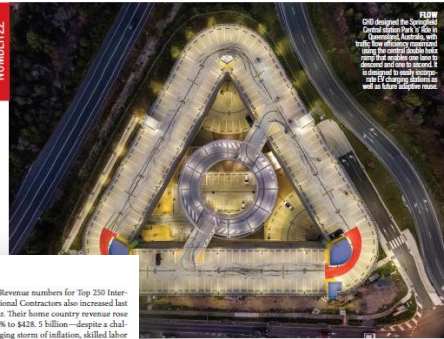 NUMBER 22
FLOW
GHD designed the Springfield
Central station Park 'n' Ride in
Queensland, Australia, with
traffic flow efficiency maximized
using the central double helix
ramp that enables one lane to
descend and one to ascend. It
is designed to easily incorpo-
rate EV charging stations as
well as future adaptive reuse.
Revenue numbers for Top 250 Inter-
ional Contractors also increased last
r. Their home country revenue rose
% to $428. 5 billion—despite a chal-
ging storm of inflation, skilled labor